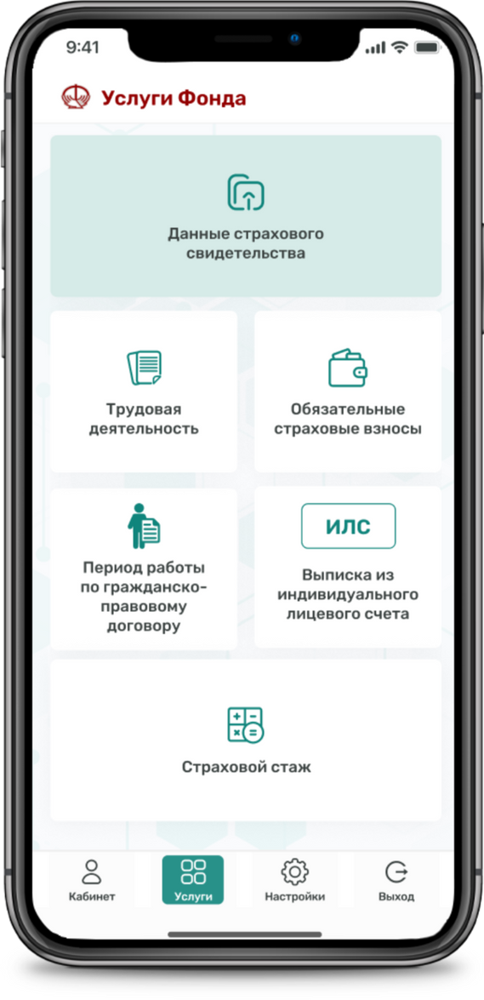 9:41
Услуги Фонда
Данные страхового
свидетельства
Трудовая
деятельность
Обязательные
страховые взносы
Период работы
по гражданско-
правовому
договору
ИЛС
Выписка из
индивидуального
лицевого счета
Страховой стаж
Кабинет
Услуги
Настройки
Выход